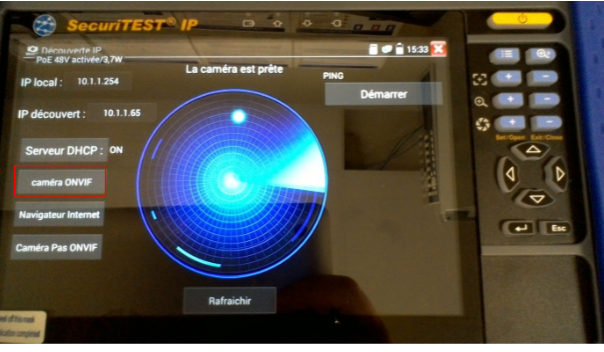 SecuriTEST® IP
Découverte IP
PoE 48V activée/3,7W
15:33
La caméra est prête
PING
IP local : 10.1.1.254
Démarrer
IP découvert : 10.1.1.65
Serveur DHCP : ON
caméra ONVIF
Navigateur Internet
Caméra Pas ONVIF
Rafraichir
Set/Open Exit/Close
Esc